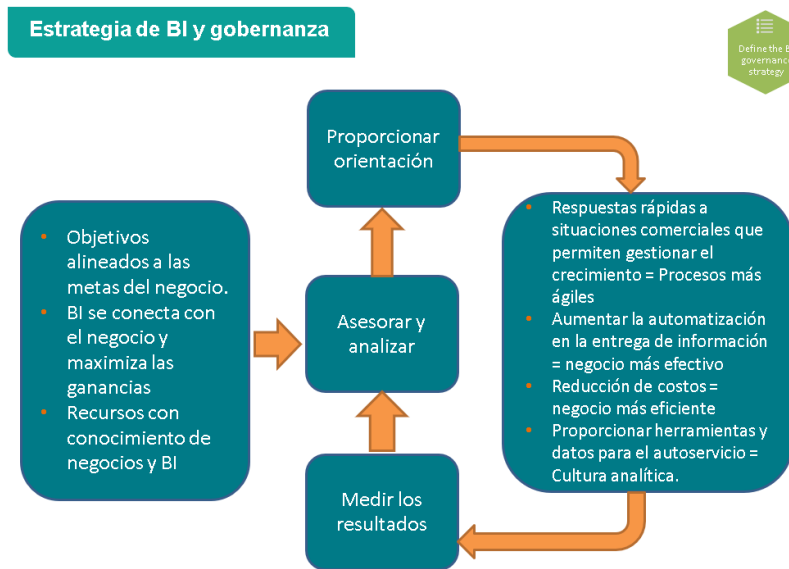 Estrategia de BI y gobernanza
Define the B
governance
strategy
Proporcionar
orientación
• Objetivos
alineados a las
metas del negocio.
• BI se conecta con
el negocio y
maximiza las
ganancias
• Recursos con
conocimiento de
negocios y BI
Asesorar y
analizar
Medir los
resultados
• Respuestas rápidas a
situaciones comerciales que
permiten gestionar el
crecimiento = Procesos más
ágiles
• Aumentar la automatización
en la entrega de información
= negocio más efectivo
• Reducción de costos =
negocio más eficiente
• Proporcionar herramientas y
datos para el autoservicio =
Cultura analítica.